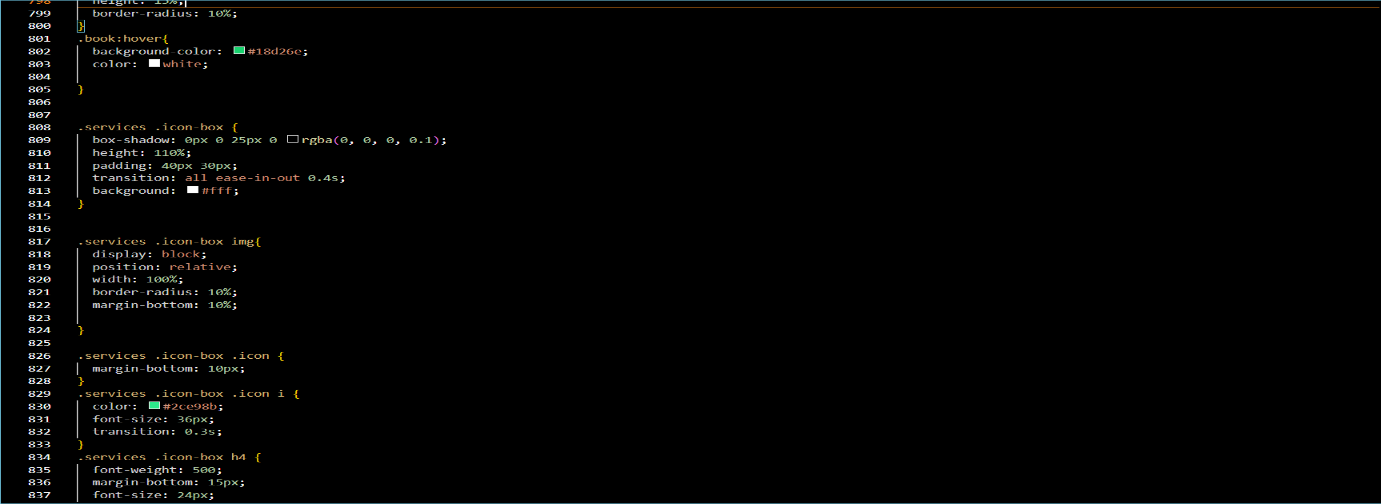 798 height: 15%;
799 border-radius: 10%;
800 }
801 .book:hover{
802 background-color: #18d26e;
803 color: white;
804
805 }
806
807
808 .services .icon-box {
809 box-shadow: 0px 0 25px 0 rgba(0, 0, 0, 0.1);
810 height: 110%;
811 padding: 40px 30px;
812 transition: all ease-in-out 0.4s;
813 background: #fff;
814 }
815
816
817 .services .icon-box img{
818 display: block;
819 position: relative;
820 width: 100%;
821 border-radius: 10%;
822 margin-bottom: 10%;
823
824 }
825
826 .services .icon-box .icon {
827 margin-bottom: 10px;
828 }
829 .services .icon-box .icon i {
830 color: #2ce98b;
831 font-size: 36px;
832 transition: 0.3s;
833 }
834 .services .icon-box h4 {
835 font-weight: 500;
836 margin-bottom: 15px;
837 font-size: 24px;